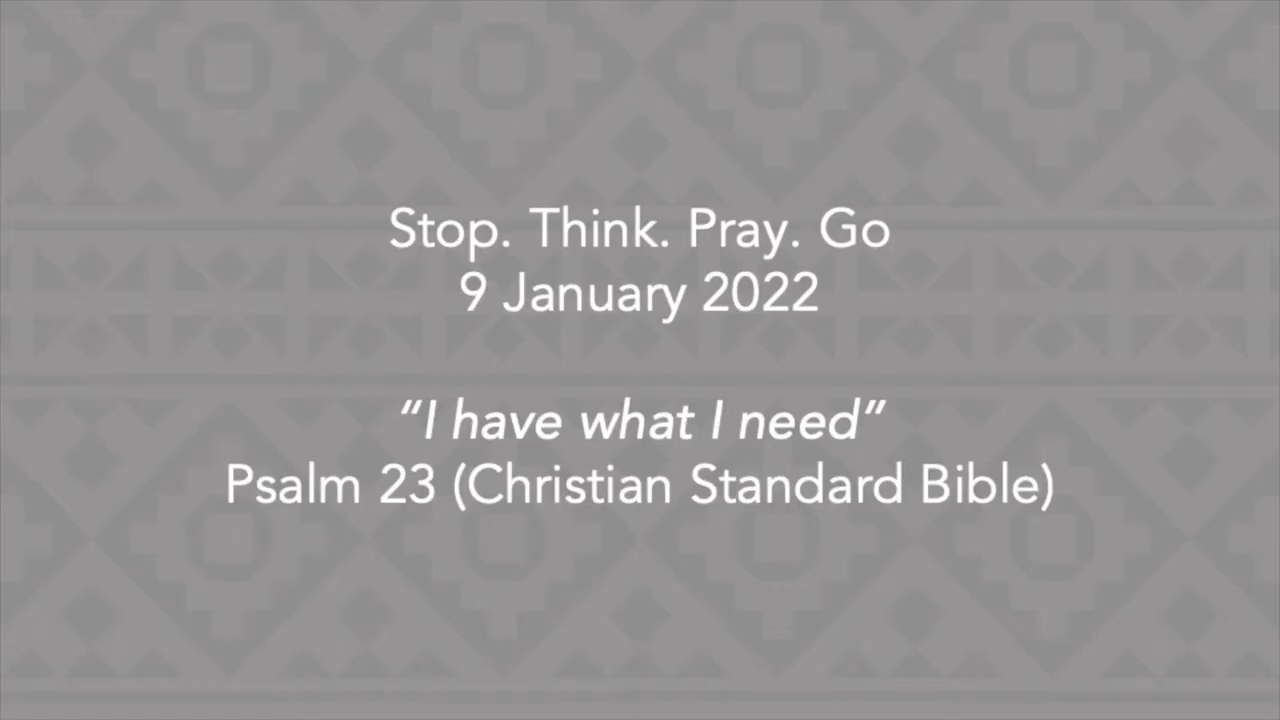 Stop. Think. Pray. Go
9 January 2022
“I have what I need”
Psalm 23 (Christian Standard Bible)